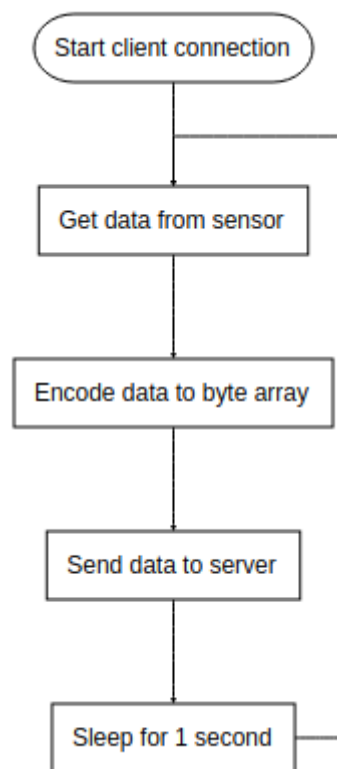 Start client connection
Get data from sensor
Encode data to byte array
Send data to server
Sleep for 1 second